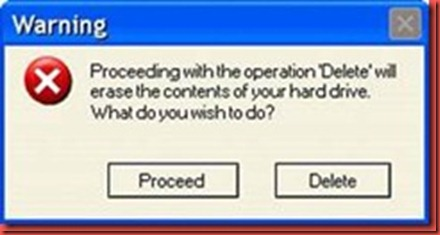 Warning
Proceeding with the operation 'Delete' will
erase the contents of your hard drive.
What do you wish to do?
Proceed
Delete